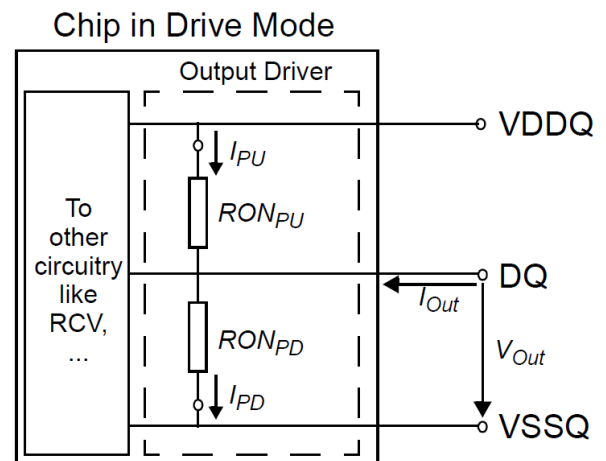 Chip in Drive Mode
Output Driver
VDDQ
I_PU
RON_PU
To
other
circuitry
like
RCV,
...
DQ
I_Out
RON_PD
V_Out
I_PD
VSSQ